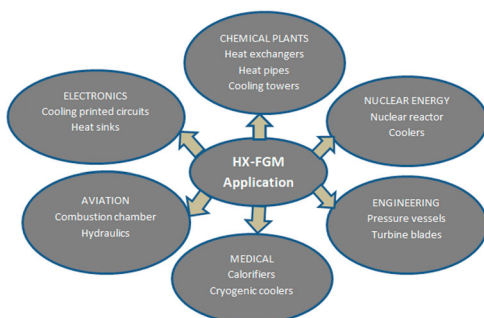 CHEMICAL PLANTS
Heat exchangers
Heat pipes
Cooling towers
ELECTRONICS
Cooling printed circuits
Heat sinks
NUCLEAR ENERGY
Nuclear reactor
Coolers
HX-FGM
Application
AVIATION
Combustion chamber
Hydraulics
ENGINEERING
Pressure vessels
Turbine blades
MEDICAL
Calorifiers
Cryogenic coolers